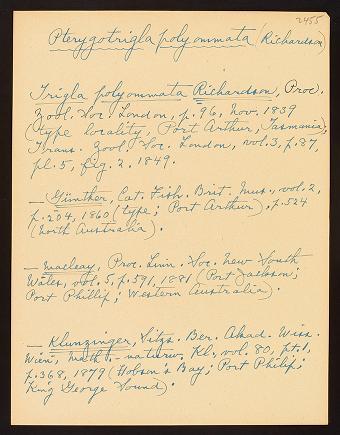 2455
Pterygotrigla polyommata (Richardson)
Trigla polyommata Richardson, Proc.
Zool. Soc. London, p. 96, Nov. 1839
(type locality, Port Arthur, Tasmania);
Trans. Zool. Soc. London, vol. 3, p. 87,
pl. 5, fig. 2. 1849.
— Günther, Cat. Fish. Brit. Mus., vol. 2,
p. 204, 1860 (type; Port Arthur). p. 524
(South Australia).
— Macleay, Proc. Linn. Soc. New South
Wales, vol. 5, p. 591, 1881 (Port Jackson;
Port Phillip; Western Australia).
— Klunzinger, Sitzs. Ber. Akad. Wiss.
Wien, math.-naturw. Kl., vol. 80, pt. 1,
p. 368, 1879 (Hobson's Bay; Port Philip;
King George Sound).